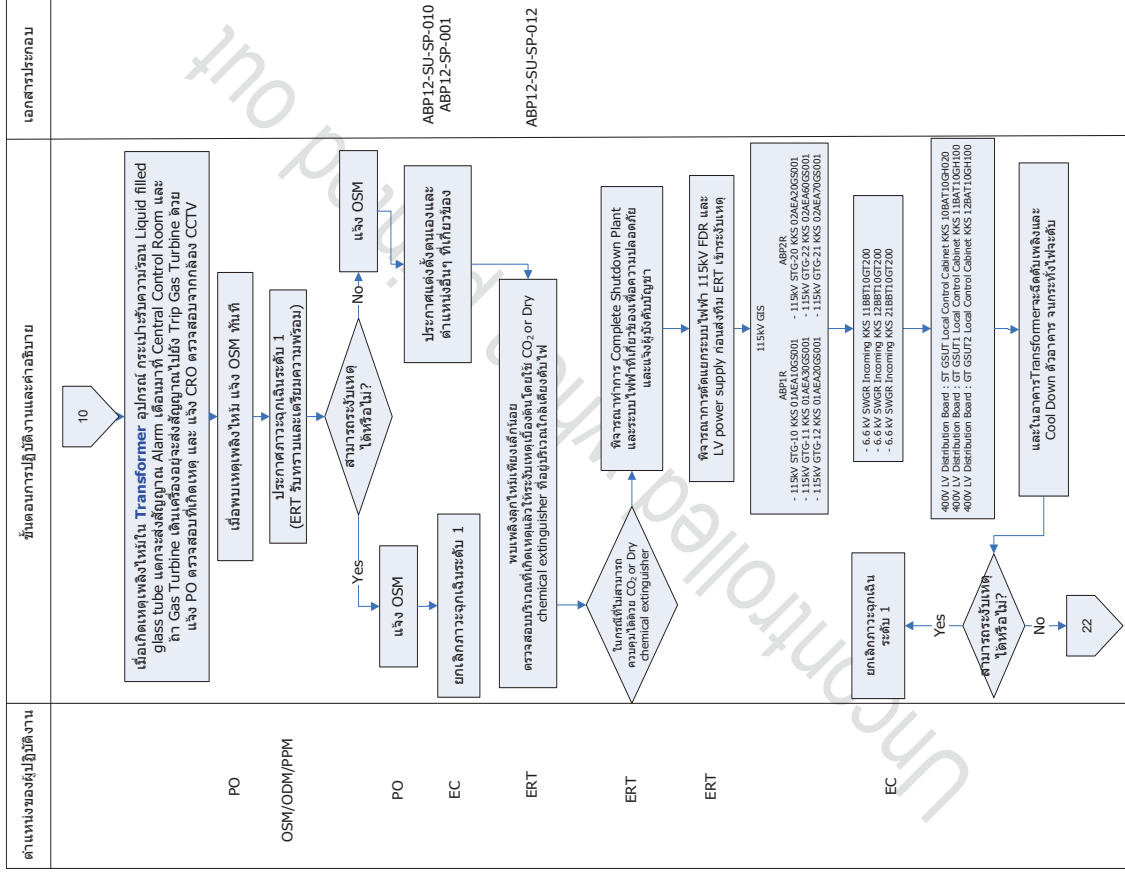 ตำแหน่งของผู้ปฏิบัติงาน
ขั้นตอนการปฏิบัติงานและคำอธิบาย
เอกสารประกอบ
10
เมื่อเกิดเหตุเพลิงไหม้ใน Transformer อุปกรณ์ กระเปาะรับความร้อน Liquid filled
glass tube แตกจะส่งสัญญาณ Alarm เตือนมาที่ Central Control Room และ
ถ้า Gas Turbine เดินเครื่องอยู่จะส่งสัญญาณไปยัง Trip Gas Turbine ด้วย
แจ้ง PO ตรวจสอบที่เกิดเหตุ และ แจ้ง CRO ตรวจสอบจากกล้อง CCTV
PO
เมื่อพบเหตุเพลิงไหม้ แจ้ง OSM ทันที
OSM/ODM/PPM
ประกาศภาวะฉุกเฉินระดับ 1
(ERT รับทราบและเตรียมความพร้อม)
สามารถระงับเหตุ
ได้หรือไม่?
Yes
No
PO
แจ้ง OSM
แจ้ง OSM
EC
ยกเลิกภาวะฉุกเฉินระดับ 1
ประกาศแต่งตั้งตนเองและ
ตำแหน่งอื่นๆ ที่เกี่ยวข้อง
ABP12-SU-SP-010
ABP12-SP-001
ERT
พบเพลิงลุกไหม้เพียงเล็กน้อย
ตรวจสอบบริเวณที่เกิดเหตุแล้วให้ระงับเหตุเบื้องต้นโดยใช้ CO2 or Dry
chemical extinguisher ที่อยู่บริเวณใกล้เคียงดับไฟ
ABP12-SU-SP-012
ERT
ในกรณีที่ไม่สามารถ
ควบคุมได้ด้วย CO2 or Dry
chemical extinguisher
พิจารณาทำการ Complete Shutdown Plant
และระบบไฟฟ้าที่เกี่ยวข้องเพื่อความปลอดภัย
และแจ้งผู้บังคับบัญชา
ERT
พิจารณาการตัดแยกระบบไฟฟ้า 115kV FDR และ
LV power supply ก่อนส่งทีม ERT เข้าระงับเหตุ
115kV GIS
ABP1R ABP2R
- 115kV STG-10 KKS 01AEA10GS001 - 115kV STG-20 KKS 02AEA20GS001
- 115kV GTG-11 KKS 01AEA30GS001 - 115kV GTG-22 KKS 02AEA60GS001
- 115kV GTG-12 KKS 01AEA20GS001 - 115kV GTG-21 KKS 02AEA70GS001
EC
- 6.6 kV SWGR Incoming KKS 11BBT10GT200
- 6.6 kV SWGR Incoming KKS 12BBT10GT200
- 6.6 kV SWGR Incoming KKS 21BBT10GT200
400V LV Distribution Board : ST GSUT Local Control Cabinet KKS 10BAT10GH020
400V LV Distribution Board : GT GSUT1 Local Control Cabinet KKS 11BAT10GH100
400V LV Distribution Board : GT GSUT2 Local Control Cabinet KKS 12BAT10GH100
และในอาคารTransformerจะฉีดดับเพลิงและ
Cool Down ตัวอาคาร จนกระทั่งไฟจะดับ
สามารถระงับเหตุ
ได้หรือไม่?
Yes
ยกเลิกภาวะฉุกเฉิน
ระดับ 1
No
22
Uncontrolled when printed out